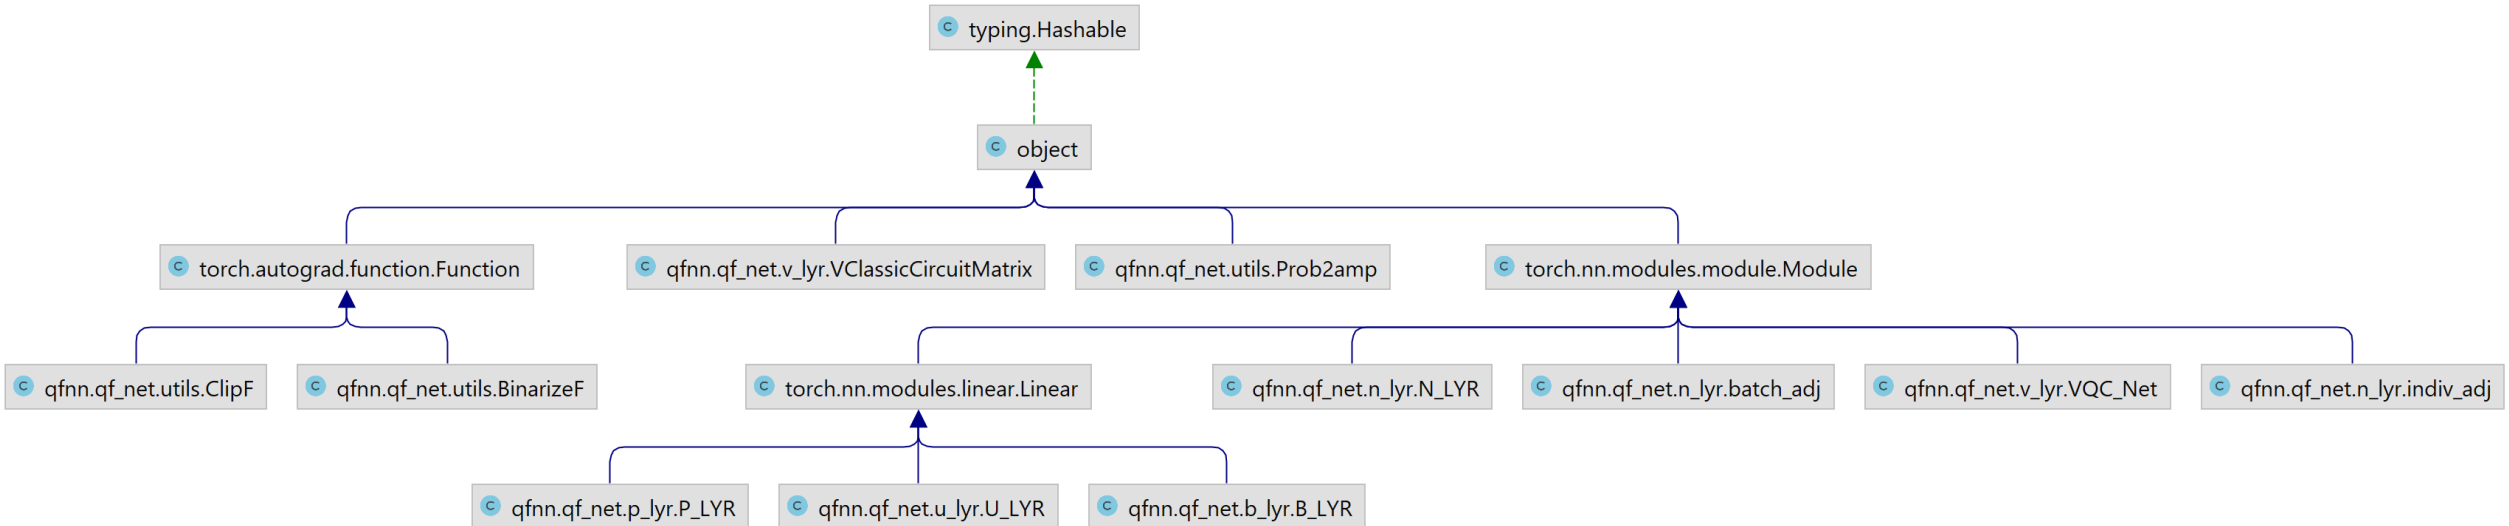 typing.Hashable
object
torch.autograd.function.Function
qfnn.qf_net.v_lyr.VClassicCircuitMatrix
qfnn.qf_net.utils.Prob2amp
torch.nn.modules.module.Module
qfnn.qf_net.utils.ClipF
qfnn.qf_net.utils.BinarizeF
torch.nn.modules.linear.Linear
qfnn.qf_net.n_lyr.N_LYR
qfnn.qf_net.n_lyr.batch_adj
qfnn.qf_net.v_lyr.VQC_Net
qfnn.qf_net.n_lyr.indiv_adj
qfnn.qf_net.p_lyr.P_LYR
qfnn.qf_net.u_lyr.U_LYR
qfnn.qf_net.b_lyr.B_LYR